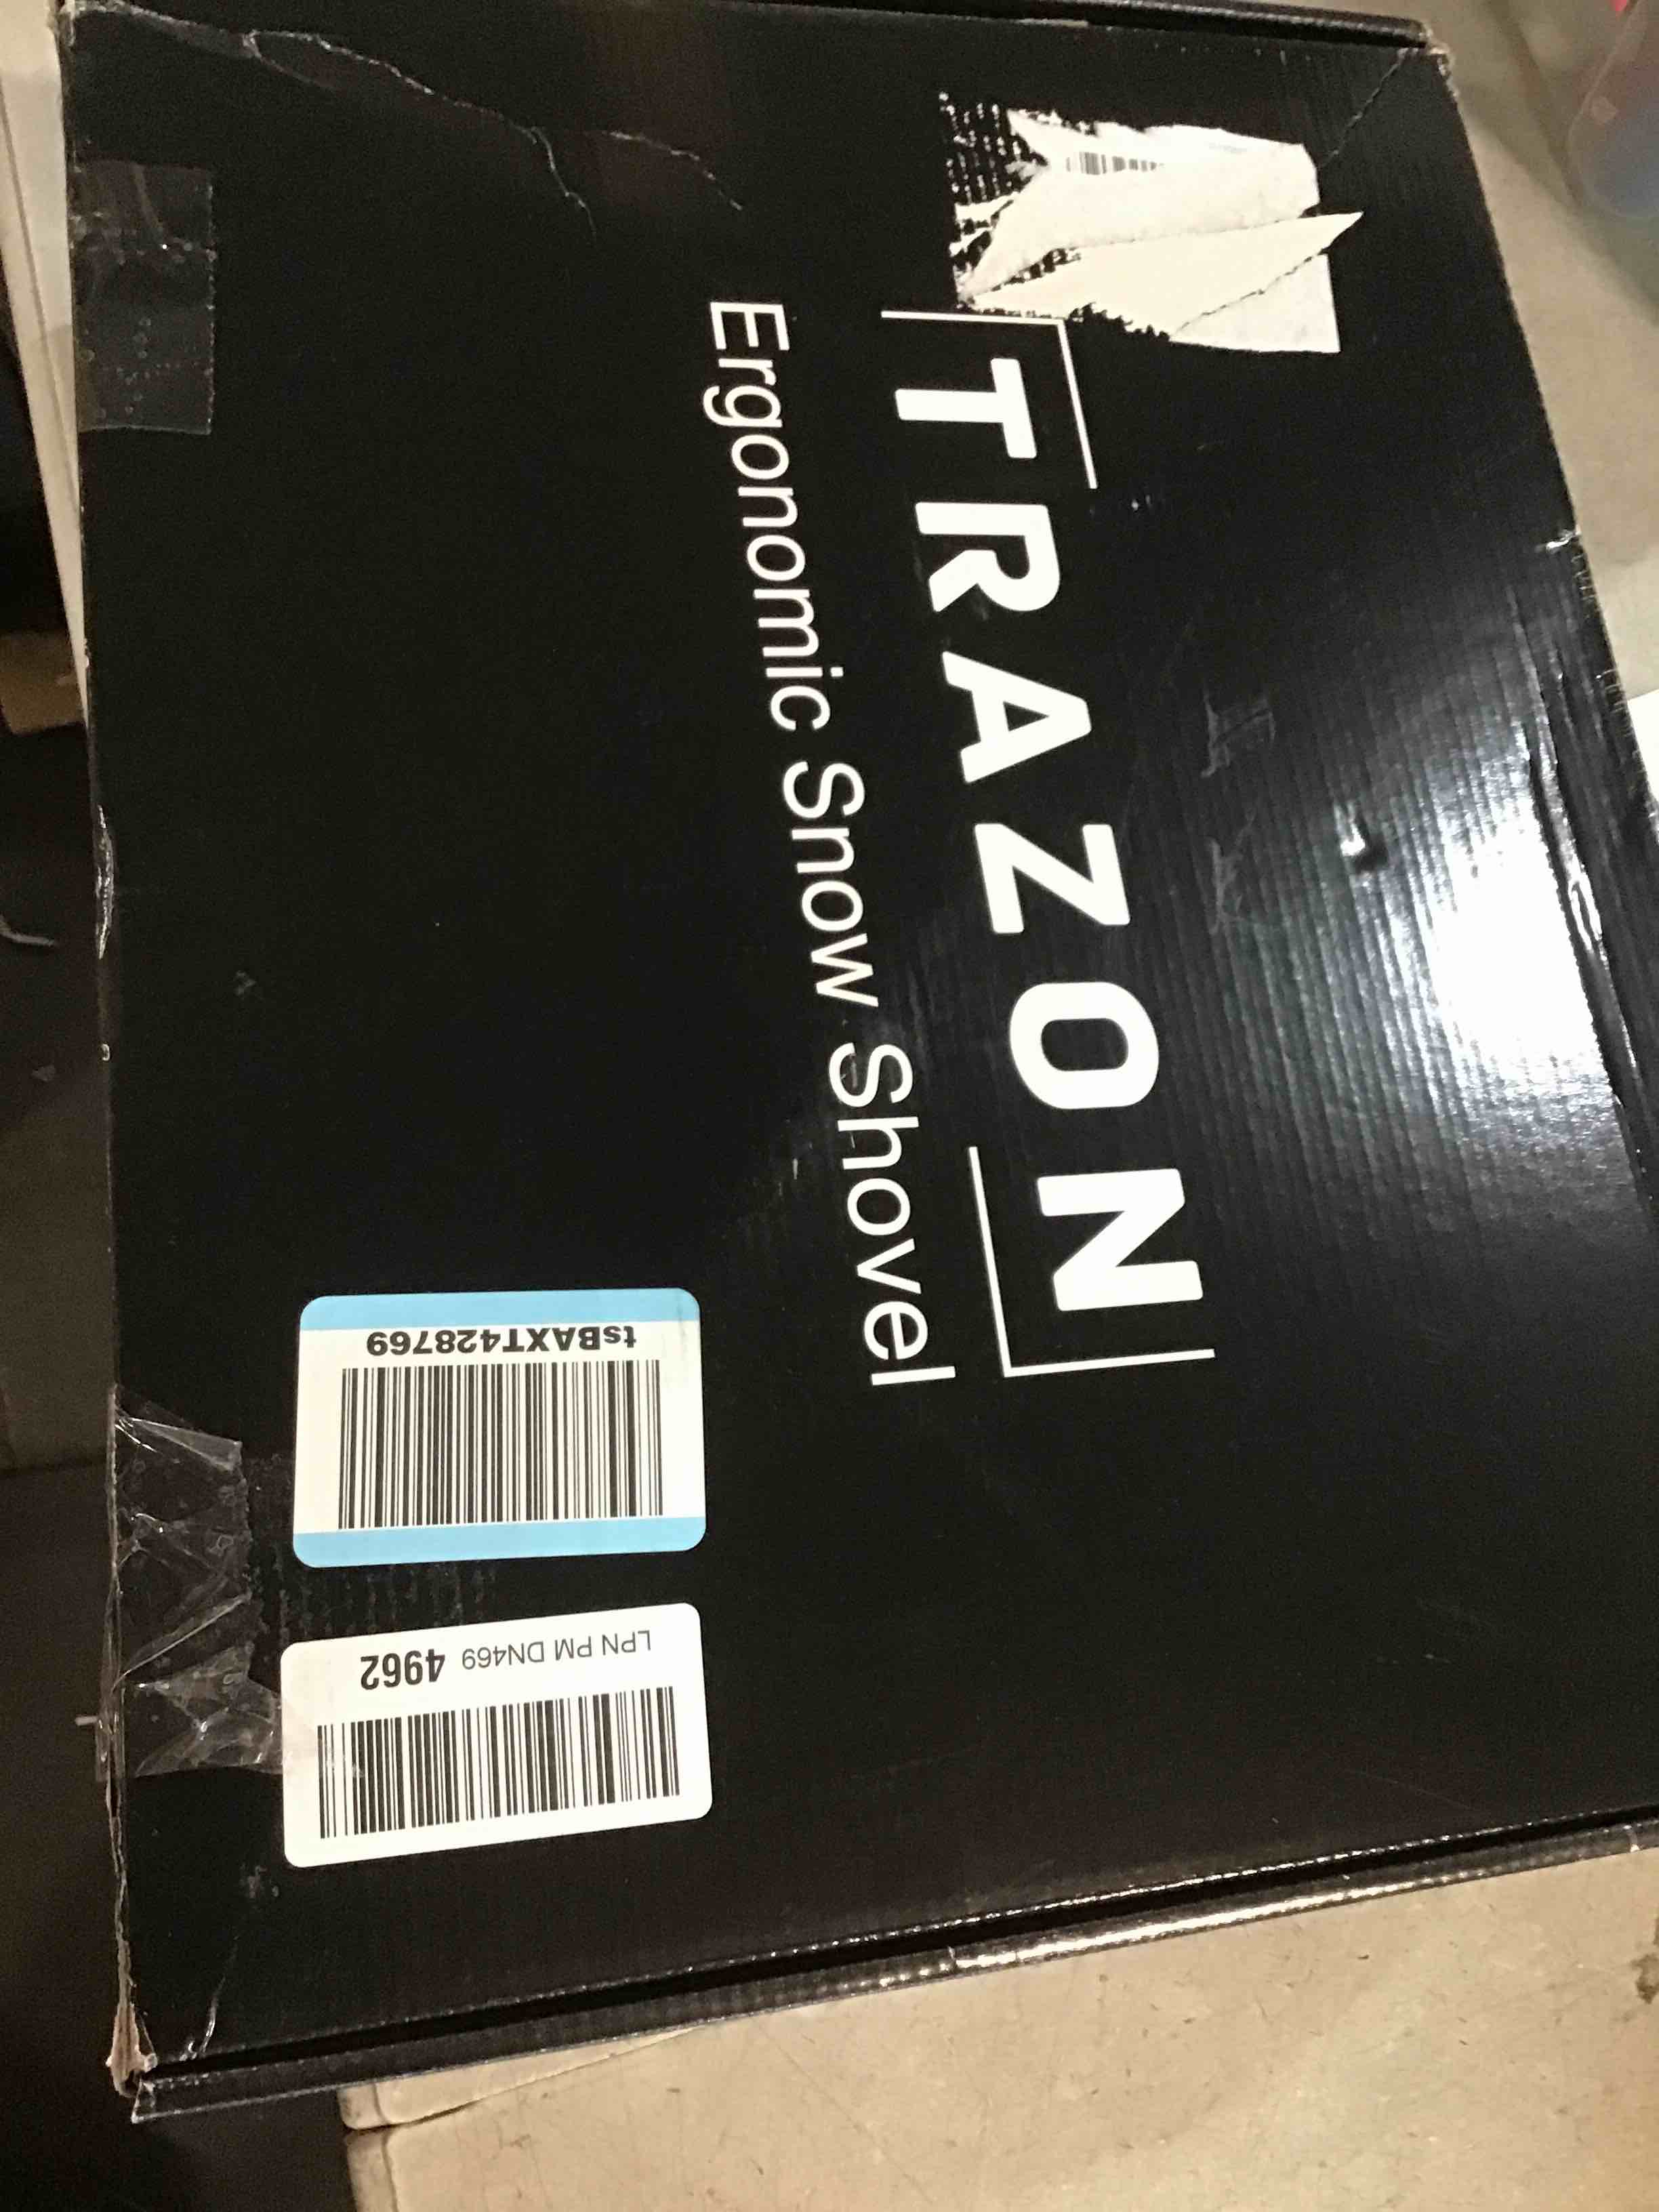 TRAZON
Ergonomic Snow Shovel
tsBAXT428769
LPN PM DN469 4962